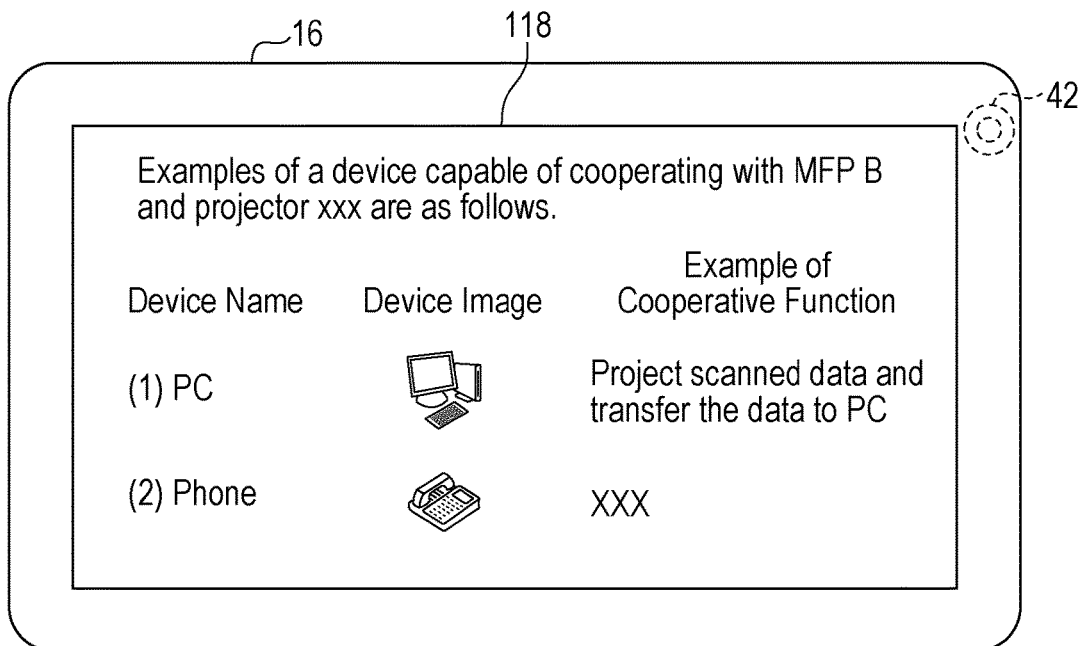 16
118
42
Examples of a device capable of cooperating with MFP B
and projector xxx are as follows.
Device Name
Device Image
Example of
Cooperative Function
(1) PC
Project scanned data and
transfer the data to PC
(2) Phone
XXX